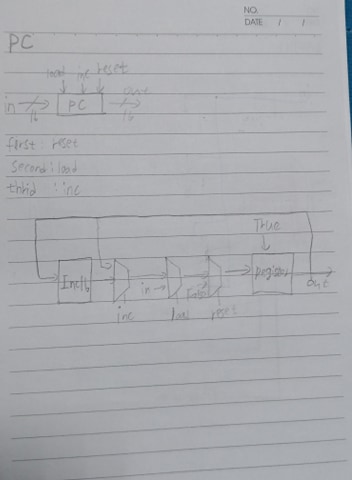 NO.
DATE / /
PC
load inc reset
in 16 PC 16 out
first : reset
second : load
thrid : inc
True
Inc16 in False register out
inc load reset